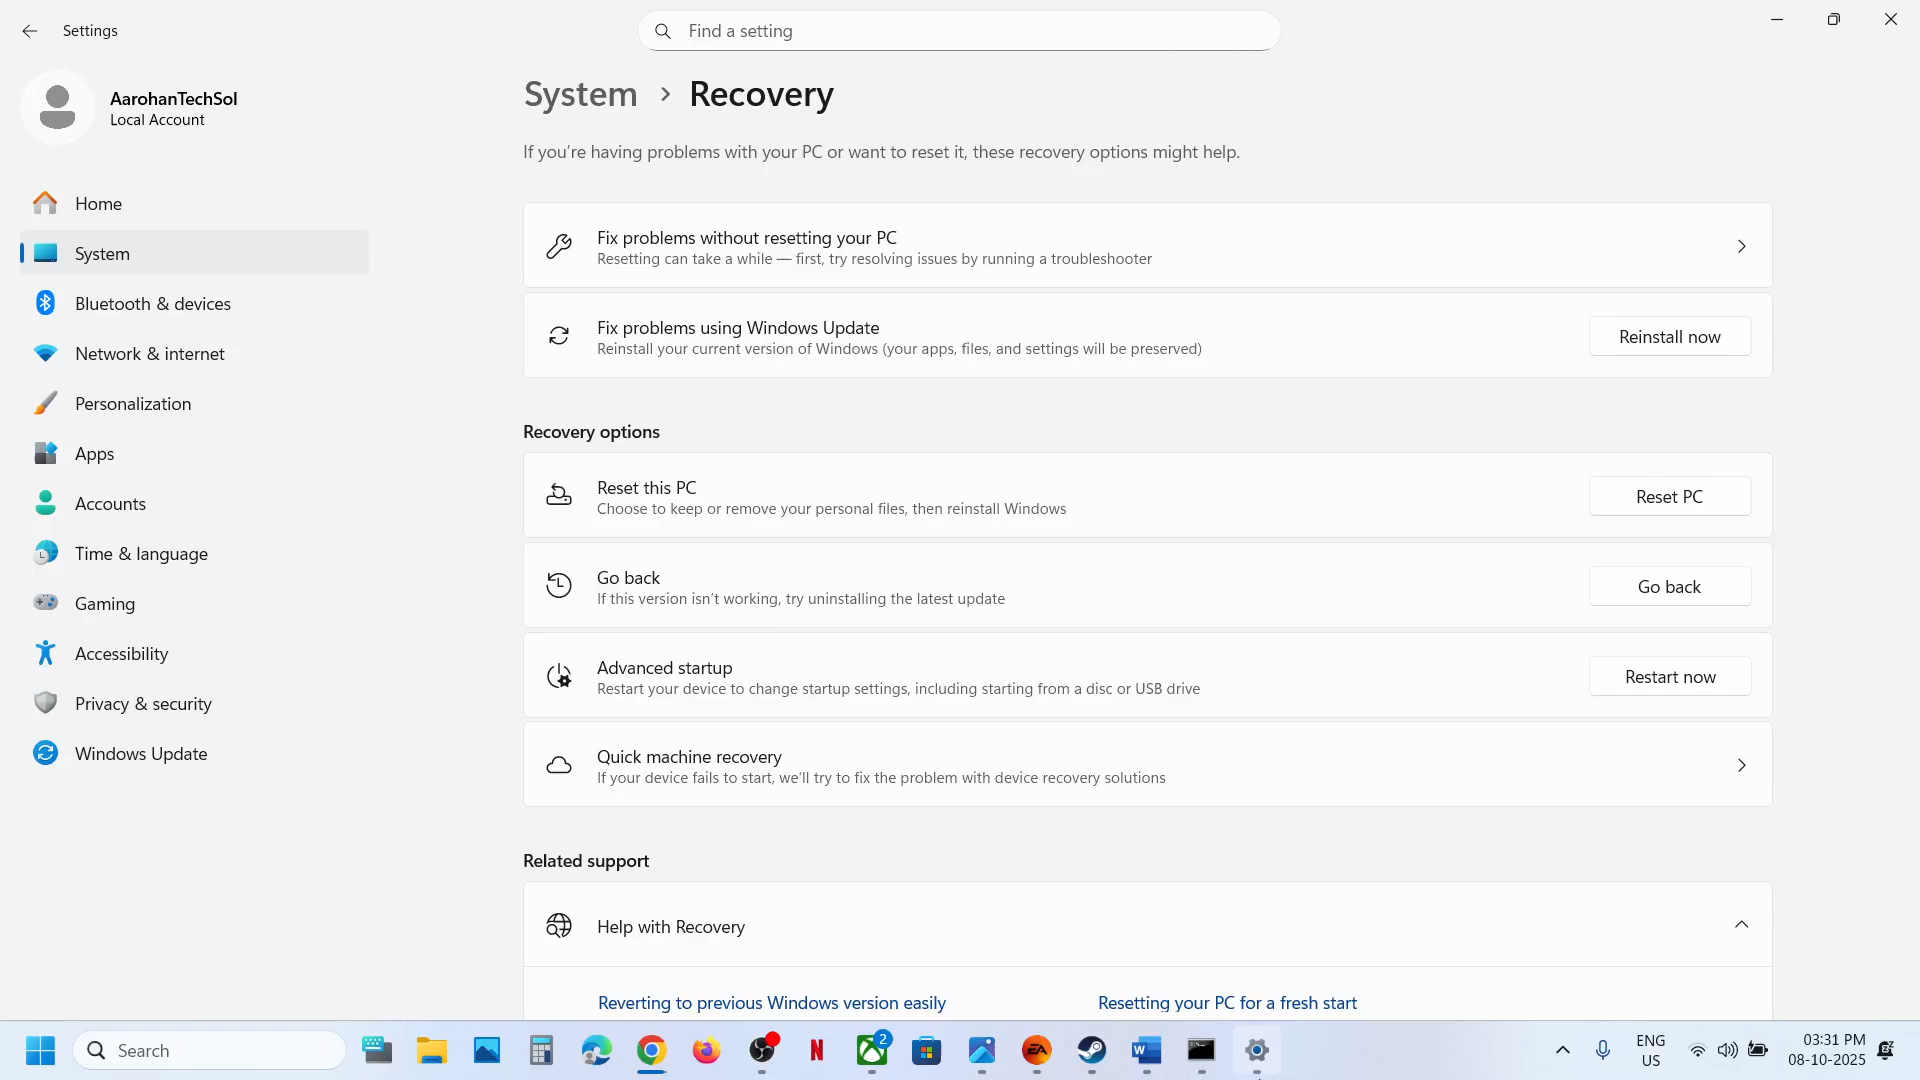 Settings
Find a setting
AarohanTechSol
Local Account
Home
System
Bluetooth & devices
Network & internet
Personalization
Apps
Accounts
Time & language
Gaming
Accessibility
Privacy & security
Windows Update
System > Recovery
If you’re having problems with your PC or want to reset it, these recovery options might help.
Fix problems without resetting your PC
Resetting can take a while — first, try resolving issues by running a troubleshooter
Fix problems using Windows Update
Reinstall your current version of Windows (your apps, files, and settings will be preserved)
Reinstall now
Recovery options
Reset this PC
Choose to keep or remove your personal files, then reinstall Windows
Reset PC
Go back
If this version isn’t working, try uninstalling the latest update
Go back
Advanced startup
Restart your device to change startup settings, including starting from a disc or USB drive
Restart now
Quick machine recovery
If your device fails to start, we’ll try to fix the problem with device recovery solutions
Related support
Help with Recovery
Reverting to previous Windows version easily
Resetting your PC for a fresh start
Search
N
2
EA
W
ENG
US
03:31 PM
08-10-2025